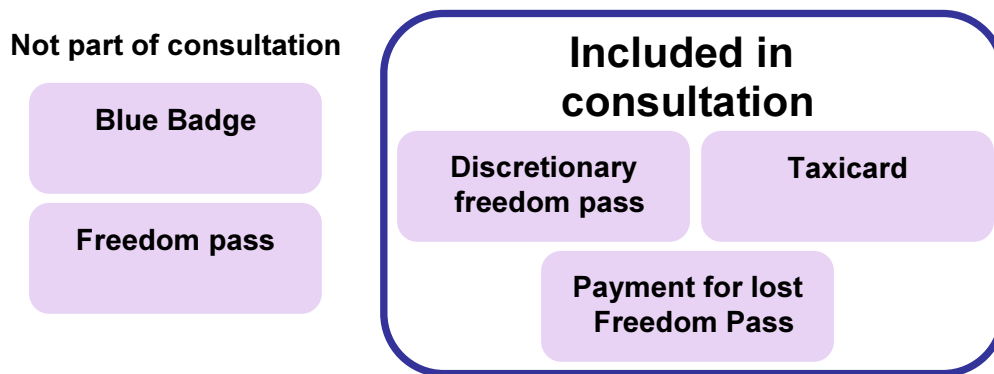 Not part of consultation
Blue Badge
Freedom pass
Included in
consultation
Discretionary
freedom pass
Taxicard
Payment for lost
Freedom Pass